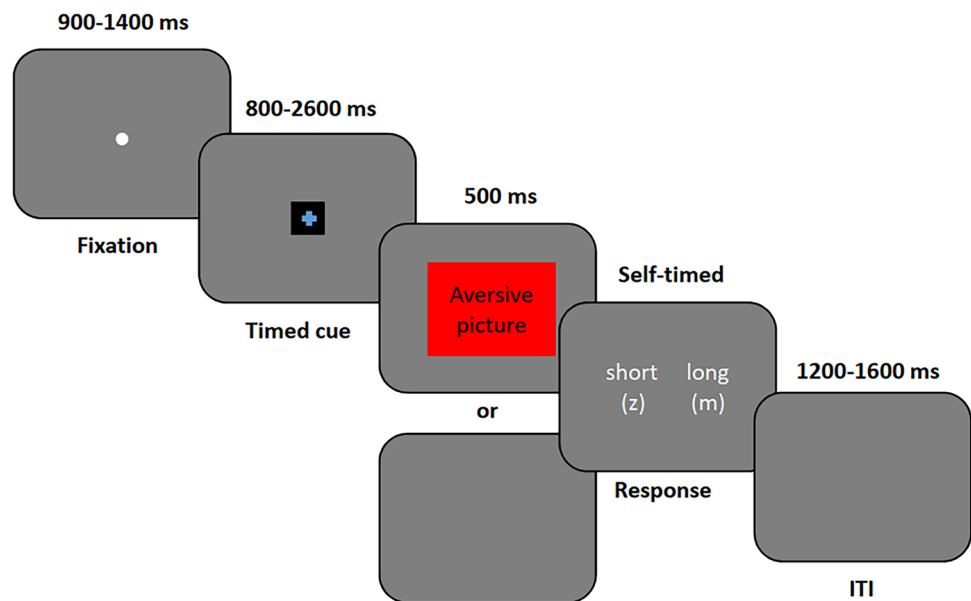 900-1400 ms
Fixation
800-2600 ms
Timed cue
500 ms
Aversive
picture
or
Self-timed
short long
(z) (m)
Response
1200-1600 ms
ITI